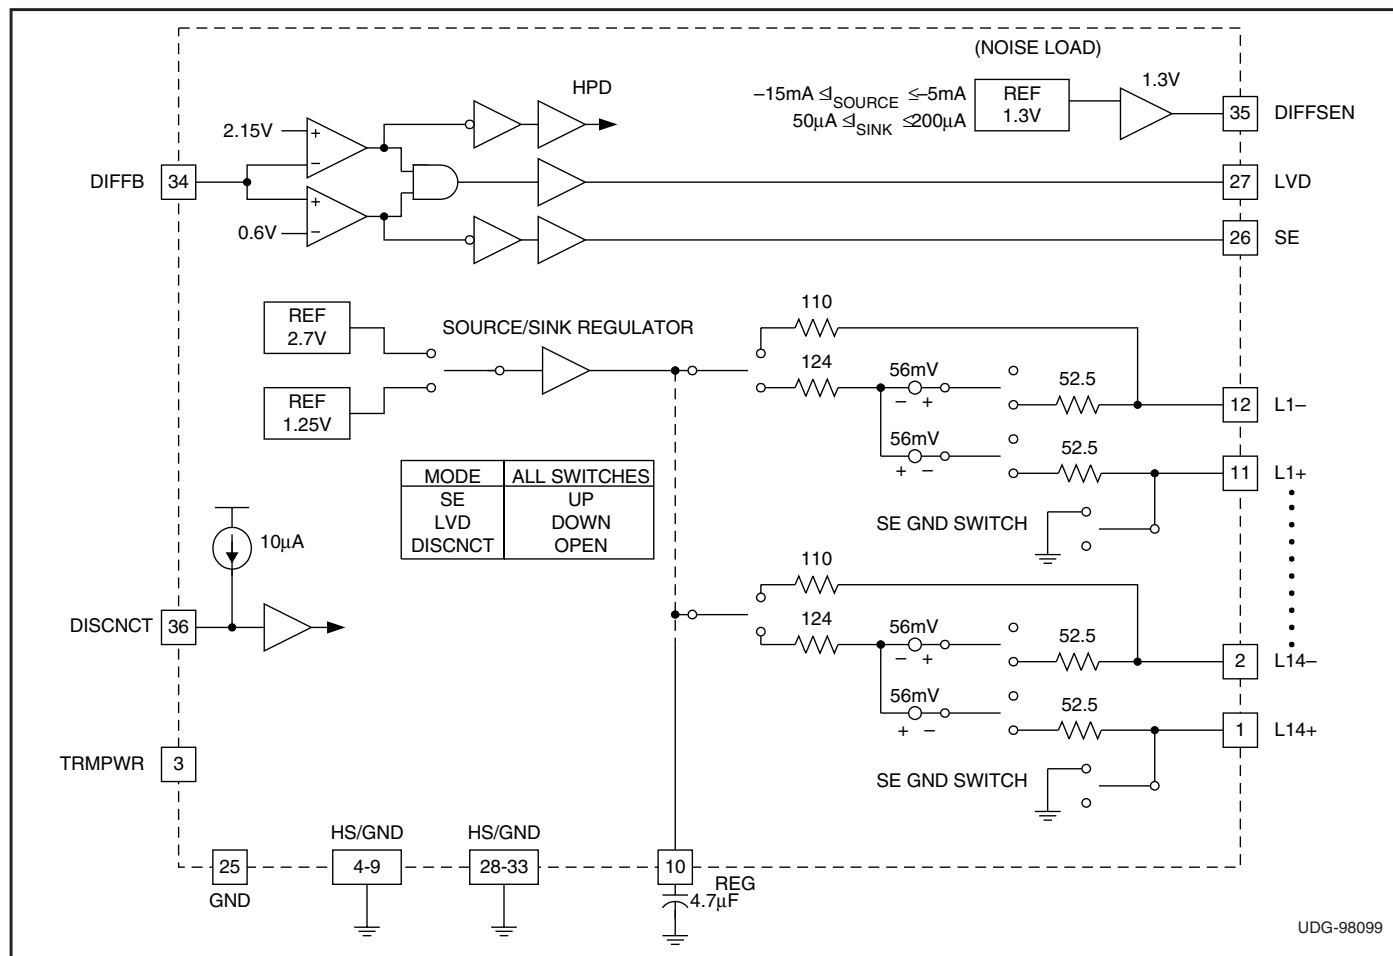 (NOISE LOAD)
HPD
1.3V
–15mA ≤ISOURCE ≤–5mA
50µA ≤ISINK ≤200µA
REF
1.3V
35
DIFFSEN
2.15V
+
–
DIFFB
34
27
LVD
+
–
0.6V
26
SE
110
REF
2.7V
SOURCE/SINK REGULATOR
124
56mV
– +
52.5
REF
1.25V
12
L1–
56mV
+ –
52.5
11
L1+
MODE ALL SWITCHES
SE UP
LVD DOWN
DISCNCT OPEN
SE GND SWITCH
10µA
110
DISCNCT
36
124
56mV
– +
52.5
2
L14–
56mV
+ –
52.5
1
L14+
TRMPWR
3
SE GND SWITCH
HS/GND
HS/GND
25
4-9
28-33
10
GND
REG
4.7µF
UDG-98099